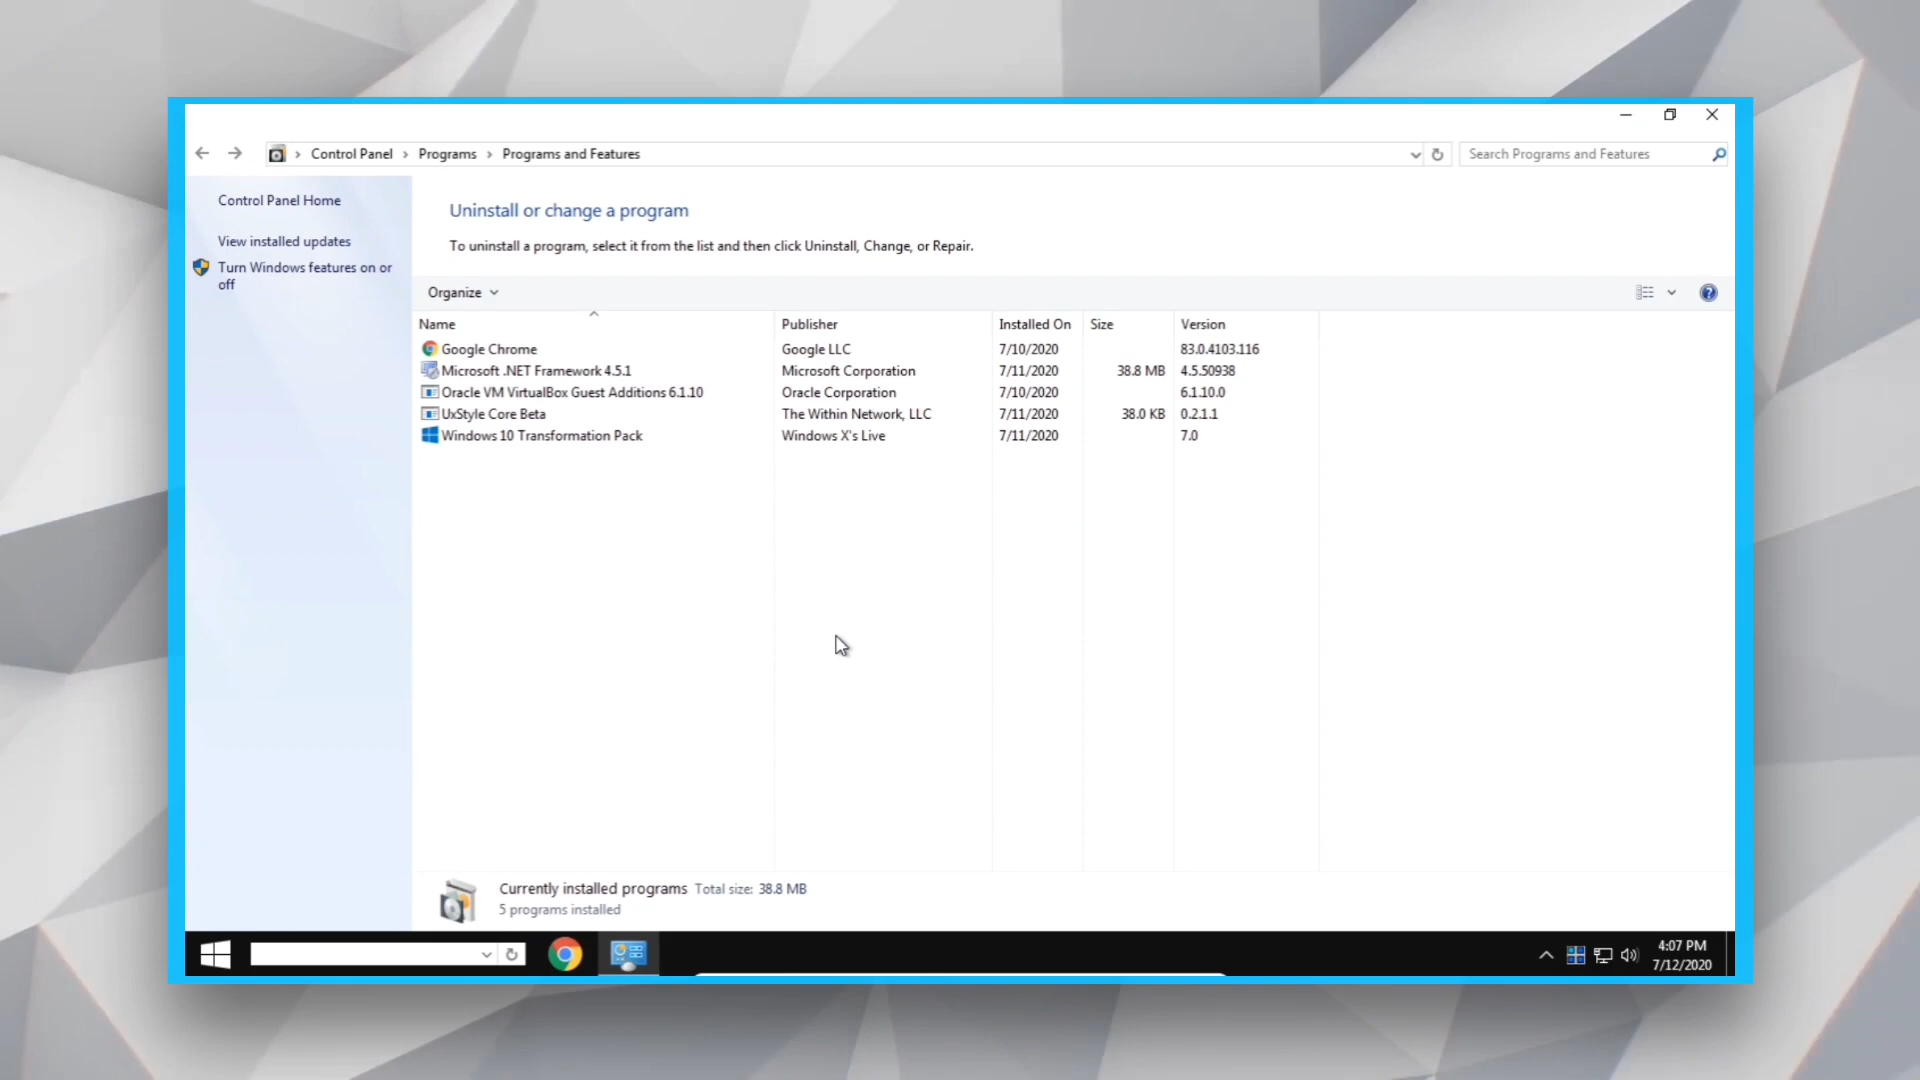 Control Panel Programs Programs and Features
Search Programs and Features
Control Panel Home
View installed updates
Turn Windows features on or
off
Uninstall or change a program
To uninstall a program, select it from the list and then click Uninstall, Change, or Repair.
Organize
Name Publisher Installed On Size Version
Google Chrome Google LLC 7/10/2020 83.0.4103.116
Microsoft .NET Framework 4.5.1 Microsoft Corporation 7/11/2020 38.8 MB 4.5.50938
Oracle VM VirtualBox Guest Additions 6.1.10 Oracle Corporation 7/10/2020 6.1.10.0
UxStyle Core Beta The Within Network, LLC 7/11/2020 38.0 KB 0.2.1.1
Windows 10 Transformation Pack Windows X's Live 7/11/2020 7.0
Currently installed programs Total size: 38.8 MB
5 programs installed
4:07 PM
7/12/2020